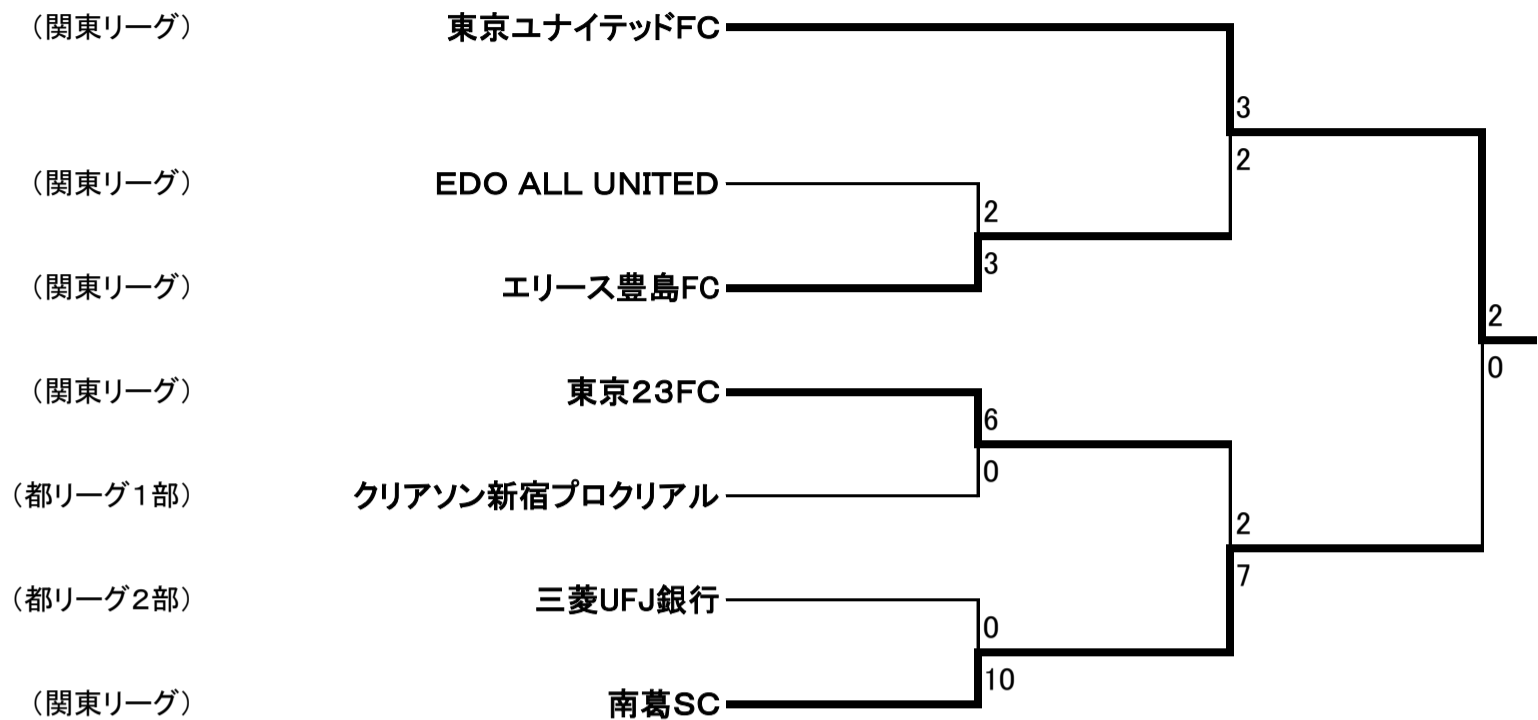 （関東リーグ） 東京ユナイテッドFC
3
2
（関東リーグ） EDO ALL UNITED
2
3
（関東リーグ） エリース豊島FC
2
0
（関東リーグ） 東京23FC
6
0
（都リーグ1部） クリアソン新宿プロクリアル
2
7
（都リーグ2部） 三菱UFJ銀行
0
10
（関東リーグ） 南葛SC